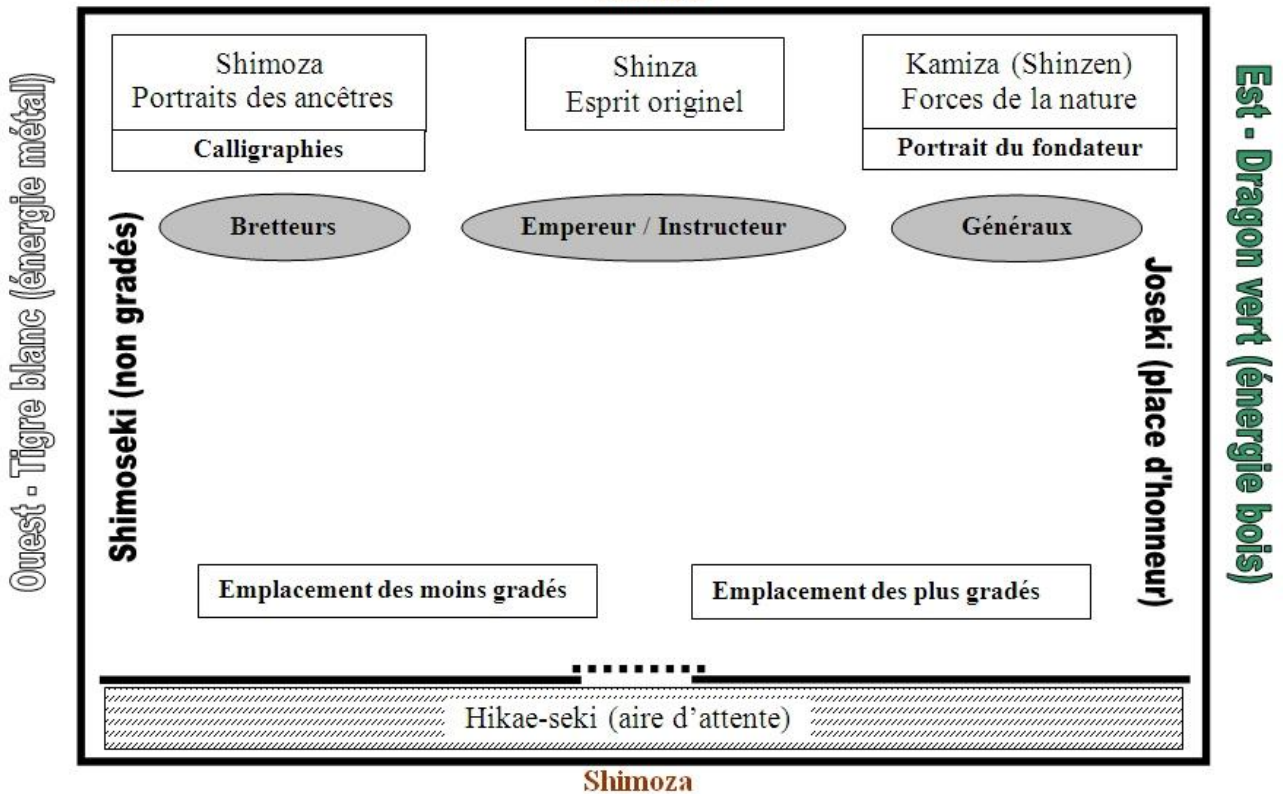 Shimoza
Portraits des ancêtres
Calligraphies
Shinza
Esprit originel
Kamiza (Shinzen)
Forces de la nature
Portrait du fondateur
Bretteurs
Empereur / Instructeur
Généraux
Ouest - Tigre blanc (énergie métal)
Shimoseki (non gradés)
Joseki (place d'honneur)
Est - Dragon vert (énergie bois)
Emplacement des moins gradés
Emplacement des plus gradés
Hikae-seki (aire d'attente)
Shimoza